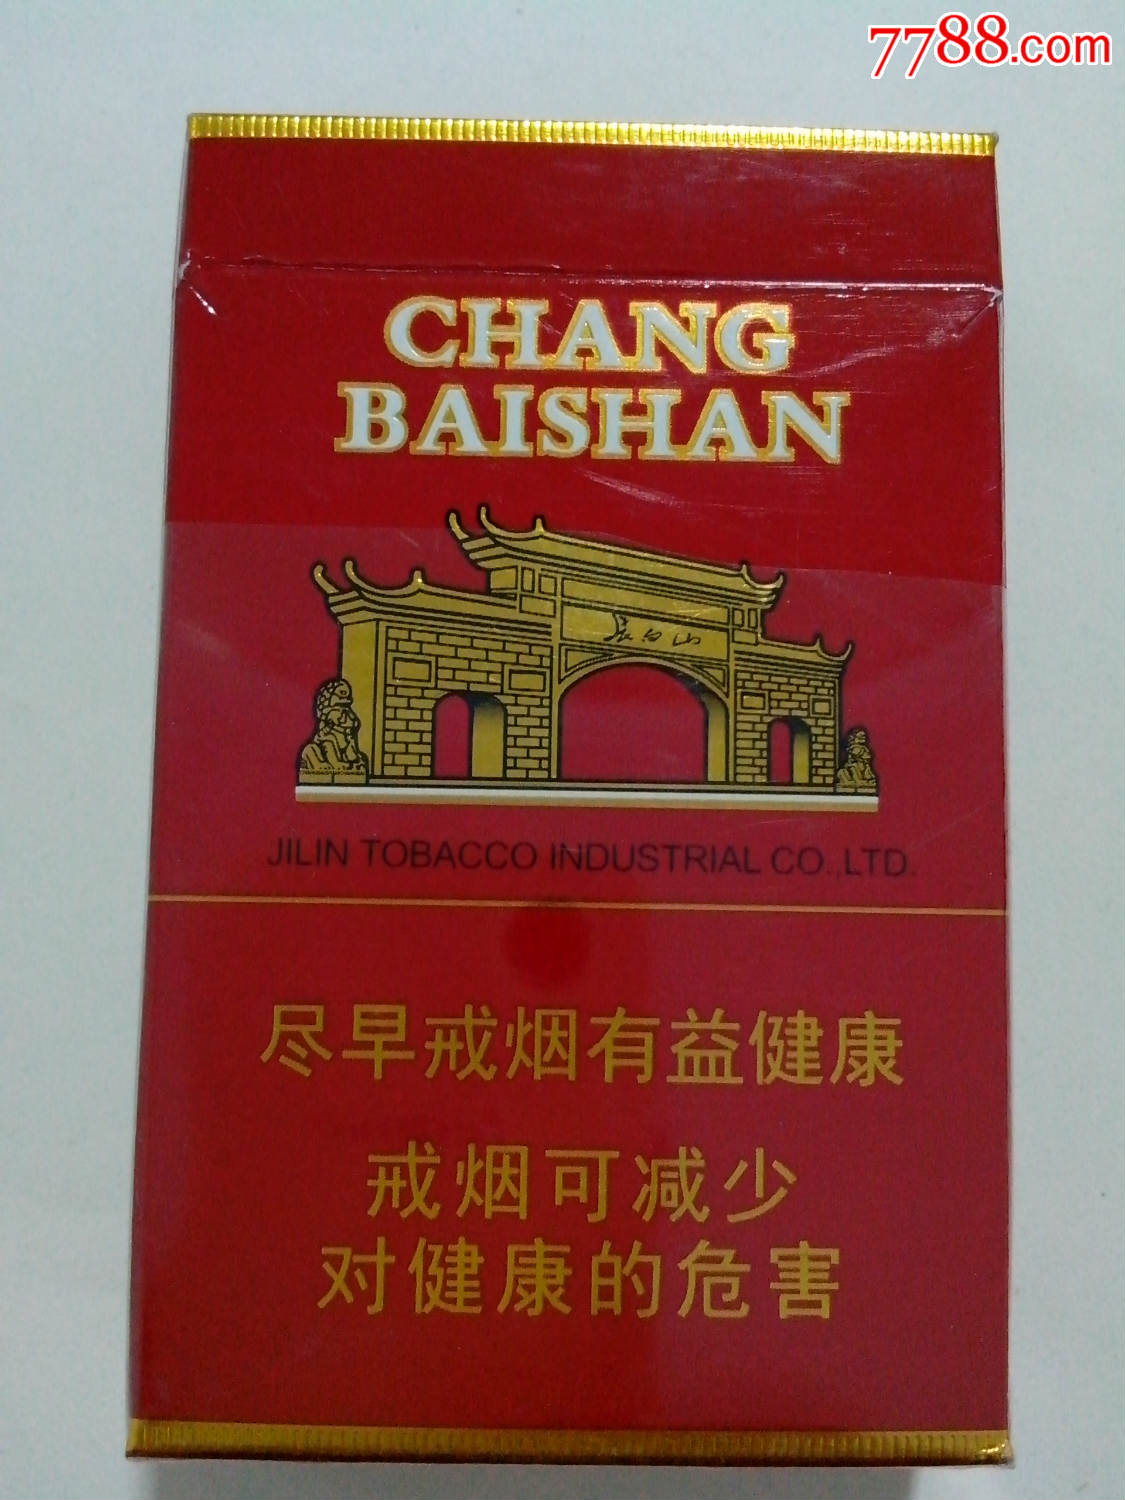 7788.com
CHANG
BAISHAN
长白山
JILIN TOBACCO INDUSTRIAL CO.,LTD.
尽早戒烟有益健康
戒烟可减少
对健康的危害